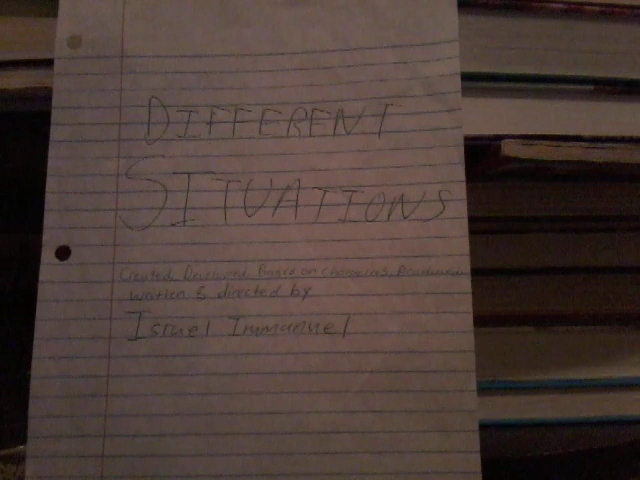 DIFFERENT
SITUATIONS
Created, Developed, Based on characters, Produced,
written & directed by
Israel Immanuel